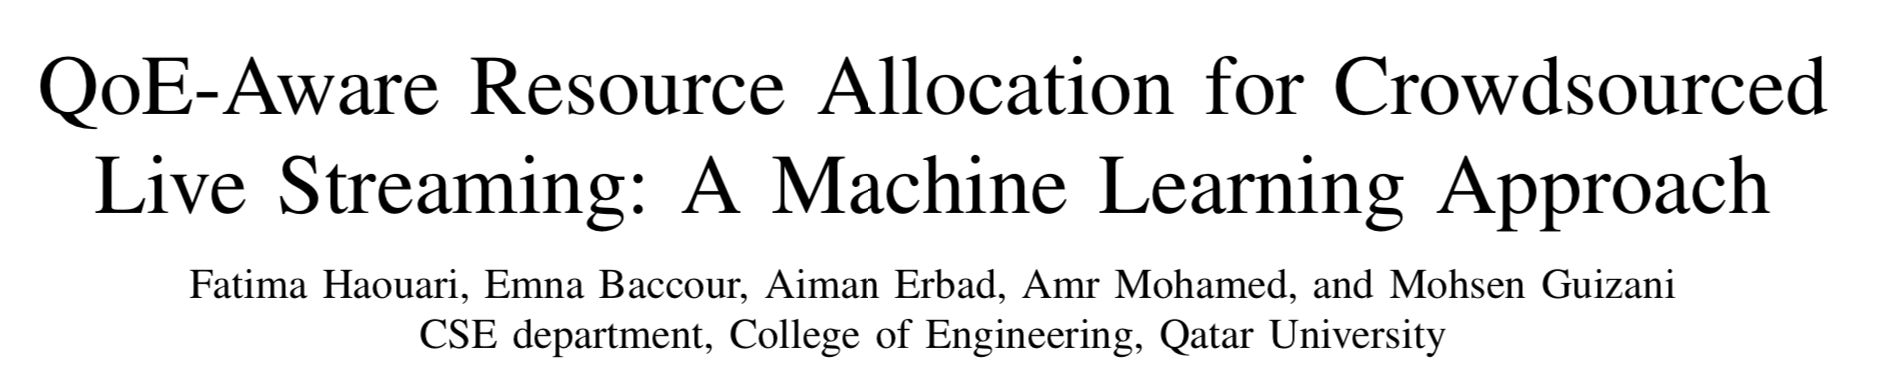 QoE-Aware Resource Allocation for Crowdsourced
Live Streaming: A Machine Learning Approach
Fatima Haouari, Emna Baccour, Aiman Erbad, Amr Mohamed, and Mohsen Guizani
CSE department, College of Engineering, Qatar University